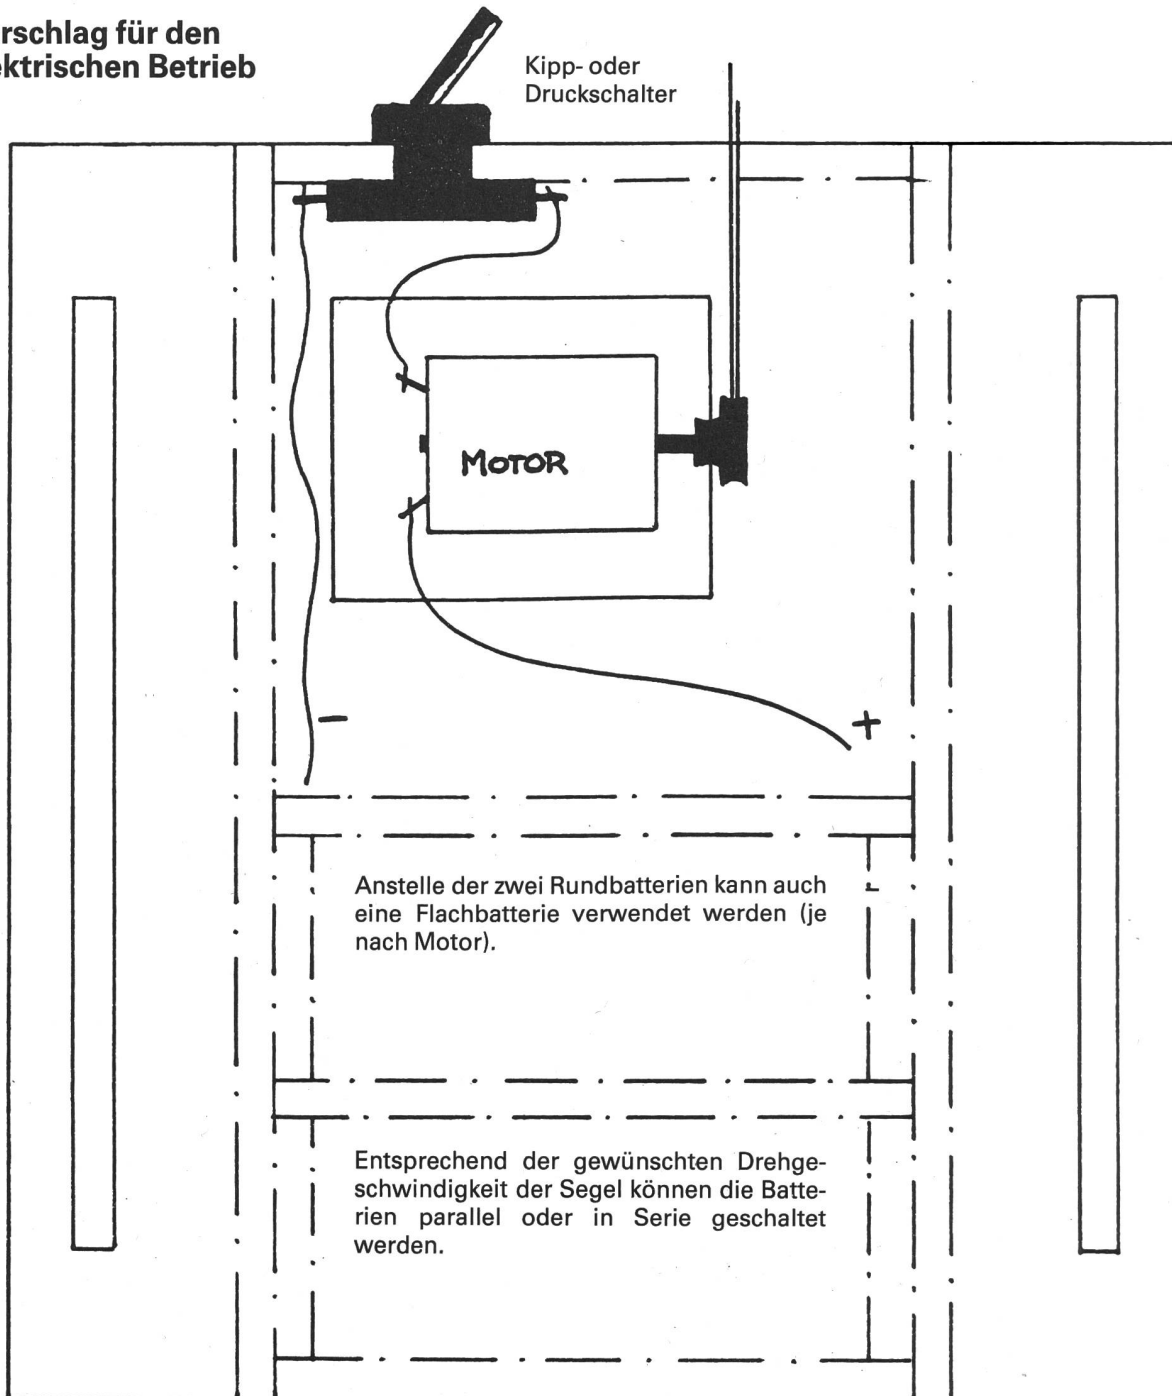 rschlag für den
ktrischen Betrieb
Kipp- oder
Druckschalter
MOTOR
–
+
Anstelle der zwei Rundbatterien kann auch
eine Flachbatterie verwendet werden (je
nach Motor).
Entsprechend der gewünschten Drehge-
schwindigkeit der Segel können die Batte-
rien parallel oder in Serie geschaltet
werden.